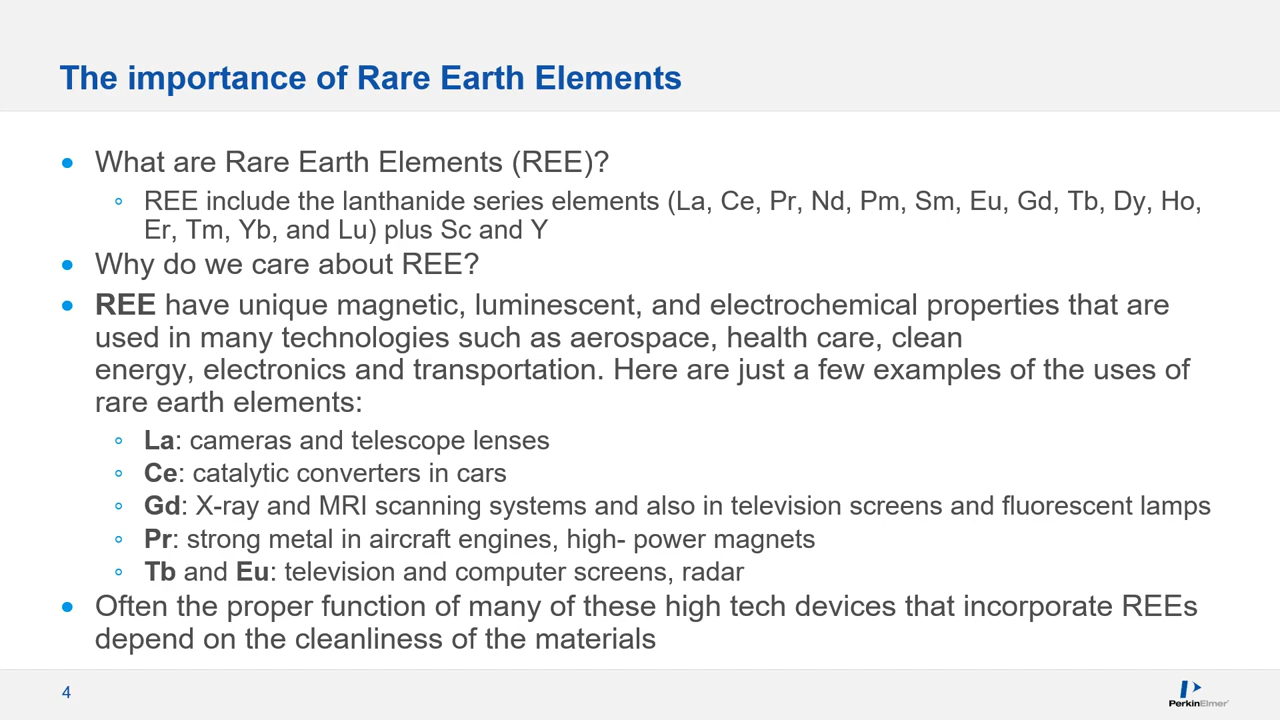 The importance of Rare Earth Elements
• What are Rare Earth Elements (REE)?
◦ REE include the lanthanide series elements (La, Ce, Pr, Nd, Pm, Sm, Eu, Gd, Tb, Dy, Ho,
Er, Tm, Yb, and Lu) plus Sc and Y
• Why do we care about REE?
• REE have unique magnetic, luminescent, and electrochemical properties that are
used in many technologies such as aerospace, health care, clean
energy, electronics and transportation. Here are just a few examples of the uses of
rare earth elements:
◦ La: cameras and telescope lenses
◦ Ce: catalytic converters in cars
◦ Gd: X-ray and MRI scanning systems and also in television screens and fluorescent lamps
◦ Pr: strong metal in aircraft engines, high- power magnets
◦ Tb and Eu: television and computer screens, radar
• Often the proper function of many of these high tech devices that incorporate REEs
depend on the cleanliness of the materials
4
PerkinElmer